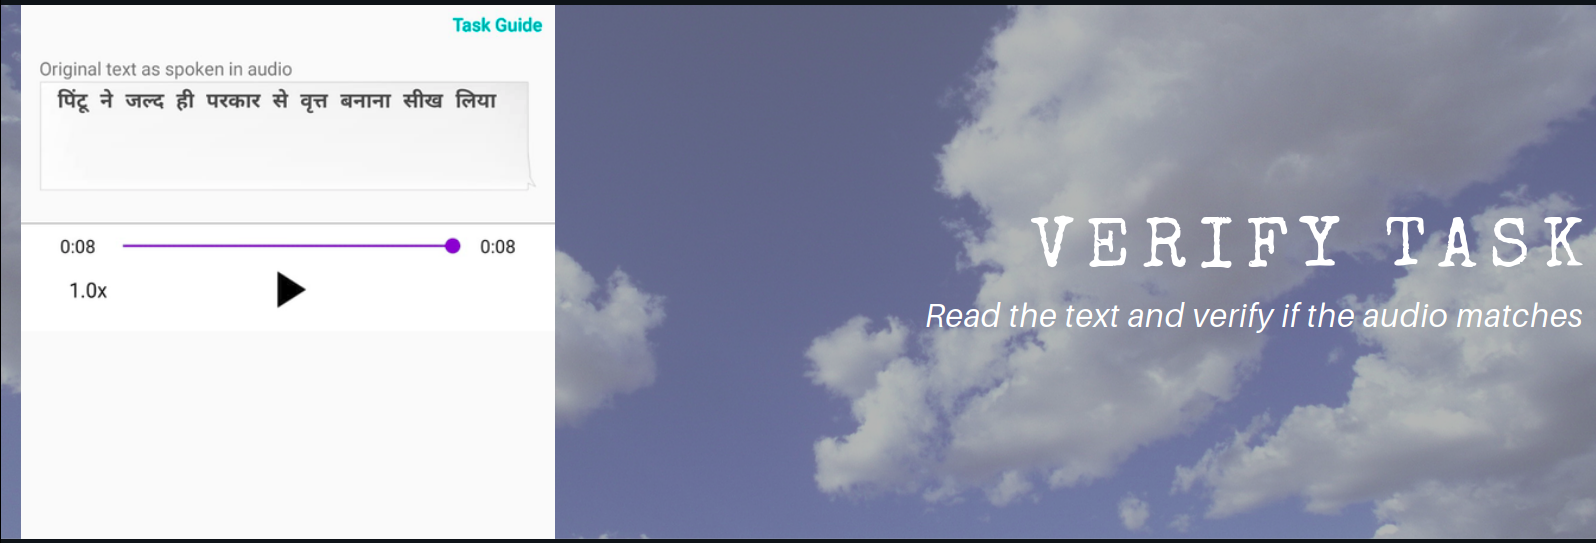 Task Guide
Original text as spoken in audio
पिंटू ने जल्द ही परकार से वृत्त बनाना सीख लिया
0:08 0:08
1.0x
VERIFY TASK
Read the text and verify if the audio matches